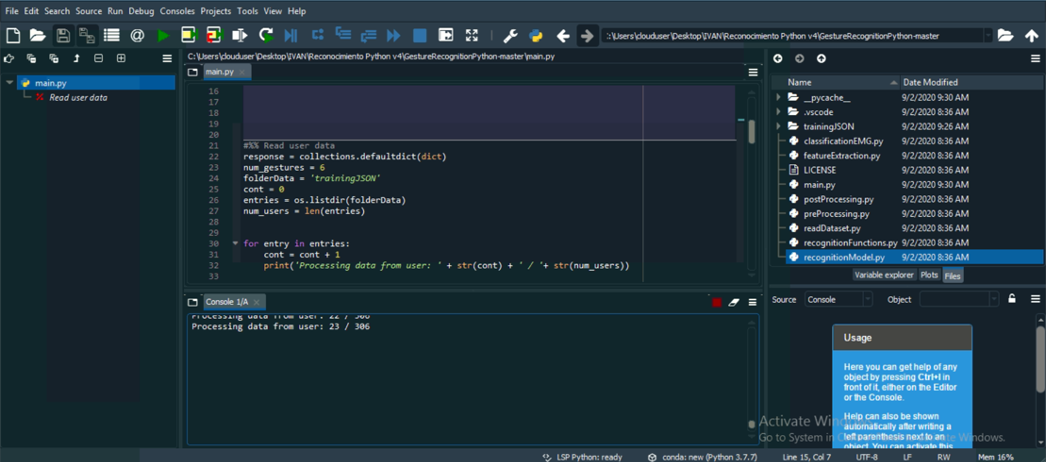 File Edit Search Source Run Debug Consoles Projects Tools View Help
C:\Users\clouduser\Desktop\IVAN\Reconocimiento Python v4\GestureRecognitionPython-master
C:\Users\clouduser\Desktop\IVAN\Reconocimiento Python v4\GestureRecognitionPython-master\main.py
main.py
Read user data
main.py
16
17
18
19
20
21 #%% Read user data
22 response = collections.defaultdict(dict)
23 num_gestures = 6
24 folderData = 'trainingJSON'
25 cont = 0
26 entries = os.listdir(folderData)
27 num_users = len(entries)
28
29
30 for entry in entries:
31 cont = cont + 1
32 print('Processing data from user: ' + str(cont) + ' / '+ str(num_users))
33
Console 1/A
Processing data from user: 22 / 306
Processing data from user: 23 / 306
Name Date Modified
__pycache__ 9/2/2020 9:30 AM
.vscode 9/2/2020 9:30 AM
trainingJSON 9/2/2020 9:26 AM
classificationEMG.py 9/2/2020 8:36 AM
featureExtraction.py 9/2/2020 8:36 AM
LICENSE 9/2/2020 8:36 AM
main.py 9/2/2020 9:30 AM
postProcessing.py 9/2/2020 8:36 AM
preProcessing.py 9/2/2020 8:36 AM
readDataset.py 9/2/2020 8:36 AM
recognitionFunctions.py 9/2/2020 8:36 AM
recognitionModel.py 9/2/2020 8:36 AM
Variable explorer Plots Files
Source Console Object
Usage
Here you can get help of any
object by pressing Ctrl+I in
front of it, either on the Editor
or the Console.
Help can also be shown
automatically after writing a
left parenthesis next to an
object. You can activate this
Activate Windows
Go to System in Control Panel to activate Windows.
LSP Python: ready conda: new (Python 3.7.7) Line 15, Col 7 UTF-8 LF RW Mem 16%